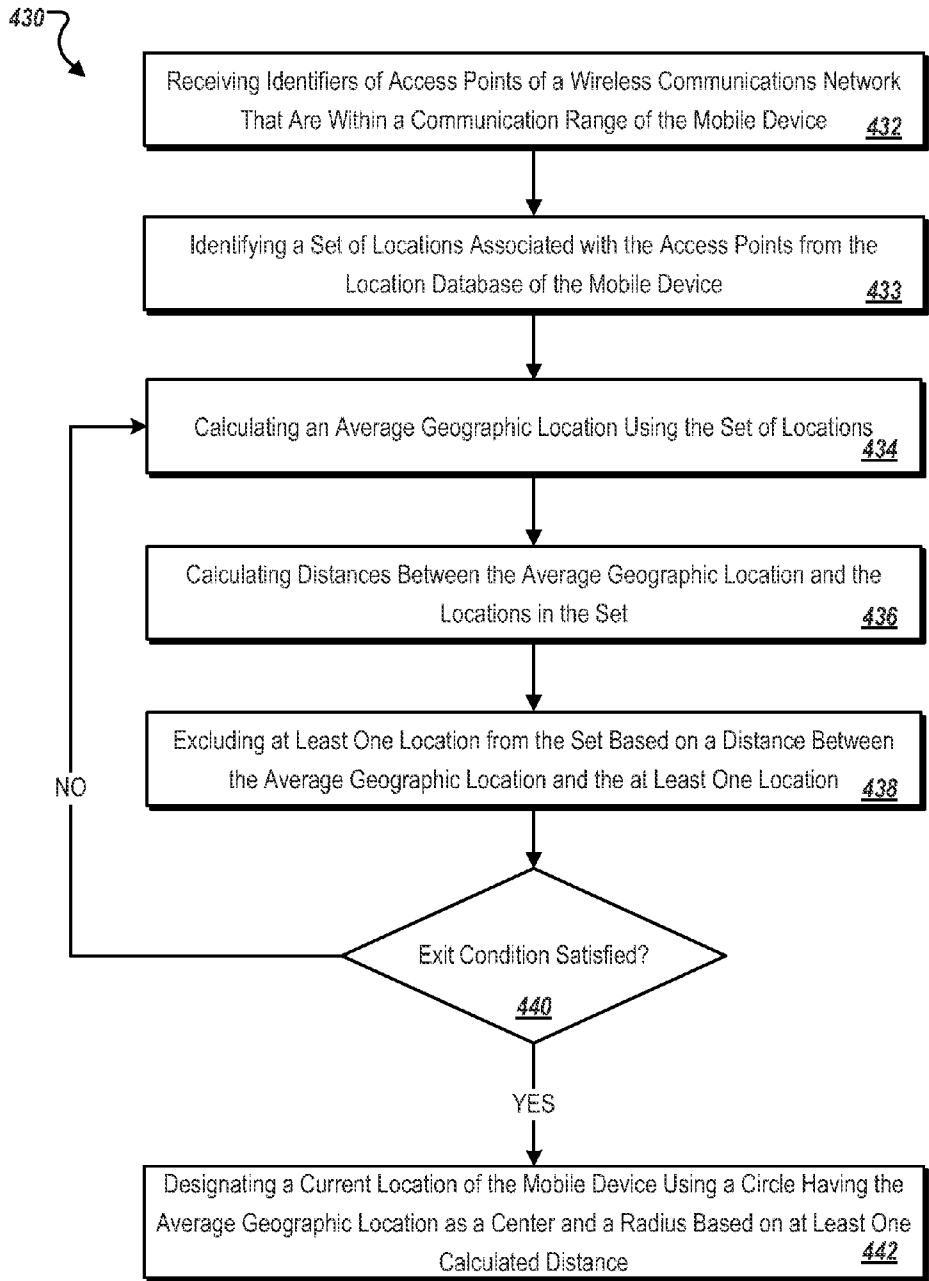 430
Receiving Identifiers of Access Points of a Wireless Communications Network
That Are Within a Communication Range of the Mobile Device 432
Identifying a Set of Locations Associated with the Access Points from the
Location Database of the Mobile Device 433
Calculating an Average Geographic Location Using the Set of Locations
434
Calculating Distances Between the Average Geographic Location and the
Locations in the Set 436
Excluding at Least One Location from the Set Based on a Distance Between
the Average Geographic Location and the at Least One Location 438
NO
Exit Condition Satisfied?
440
YES
Designating a Current Location of the Mobile Device Using a Circle Having the
Average Geographic Location as a Center and a Radius Based on at Least One
Calculated Distance 442